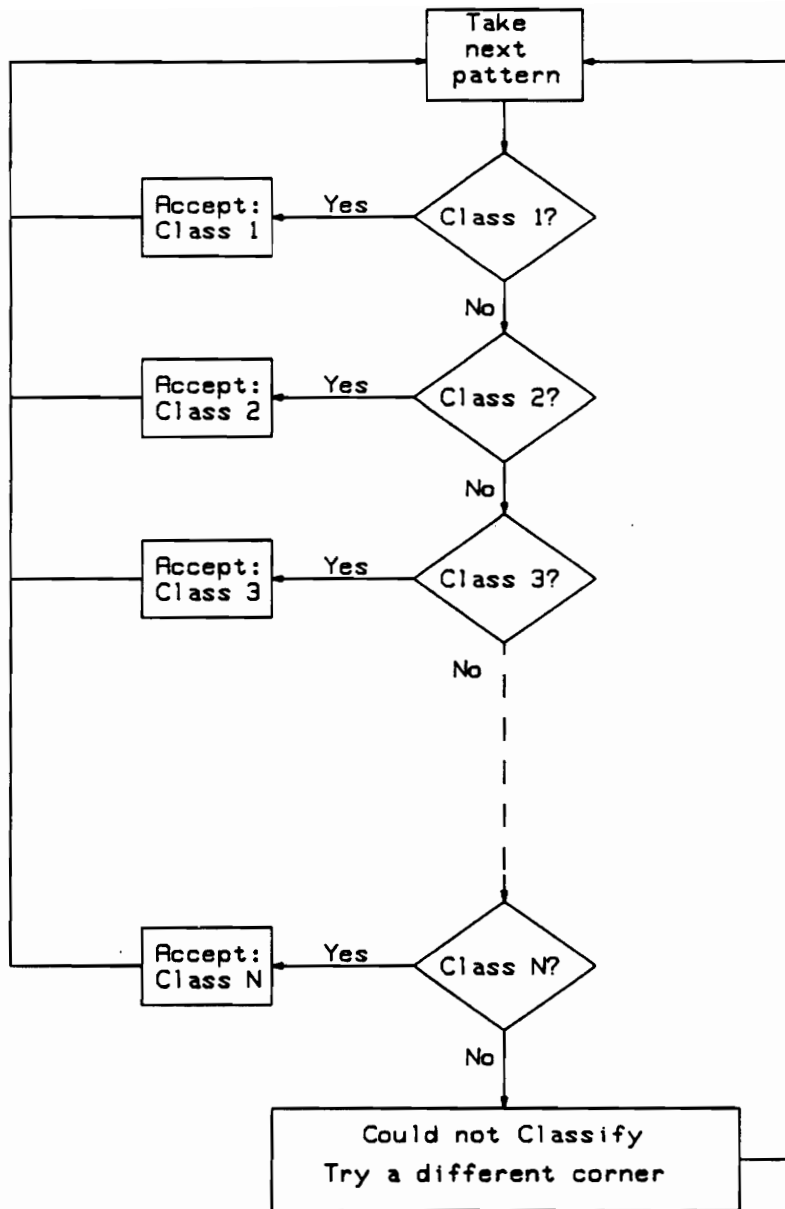 Take
next
pattern
Accept:
Class 1
Yes
Class 1?
No
Accept:
Class 2
Yes
Class 2?
No
Accept:
Class 3
Yes
Class 3?
No
Accept:
Class N
Yes
Class N?
No
Could not Classify
Try a different corner